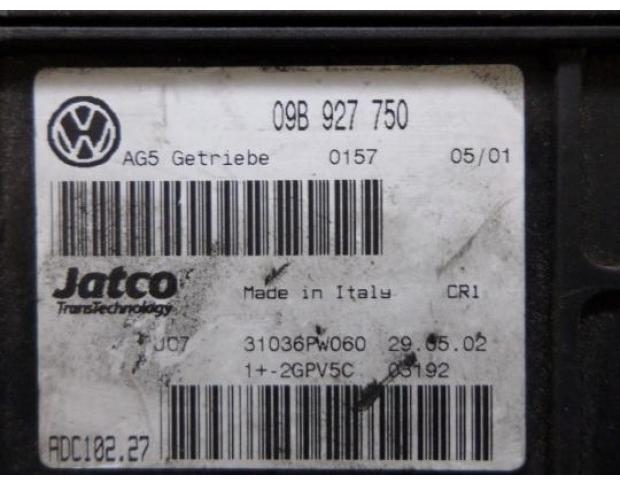 09B 927 750
AG5 Getriebe 0157 05/01
Jatco
TransTechnology
Made in Italy CR1
JC7 31036PW060 29.05.02
1+-2GPV5C 03192
ADC102.27